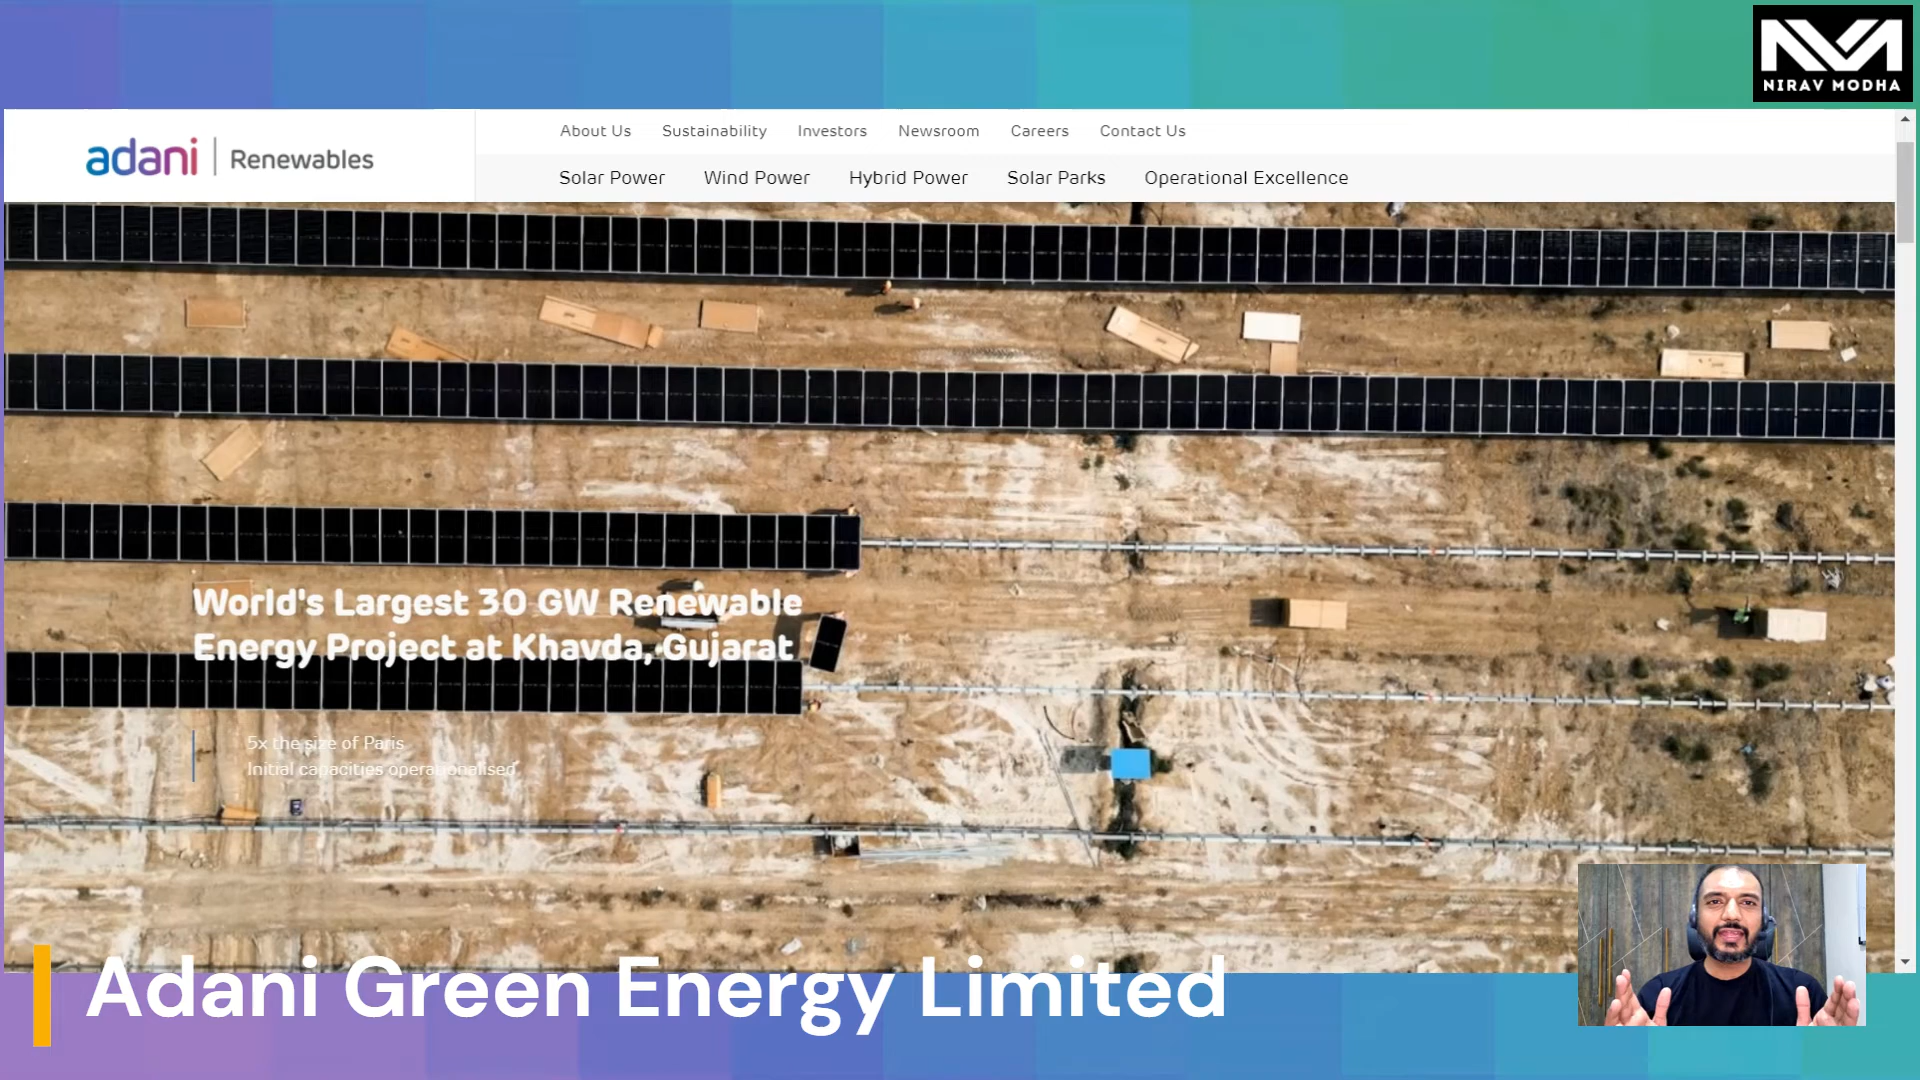 NIRAV MODHA
adani | Renewables
About Us Sustainability Investors Newsroom Careers Contact Us
Solar Power Wind Power Hybrid Power Solar Parks Operational Excellence
World's Largest 30 GW Renewable
Energy Project at Khavda, Gujarat
5x the size of Paris
Initial capacities operationalised
Adani Green Energy Limited